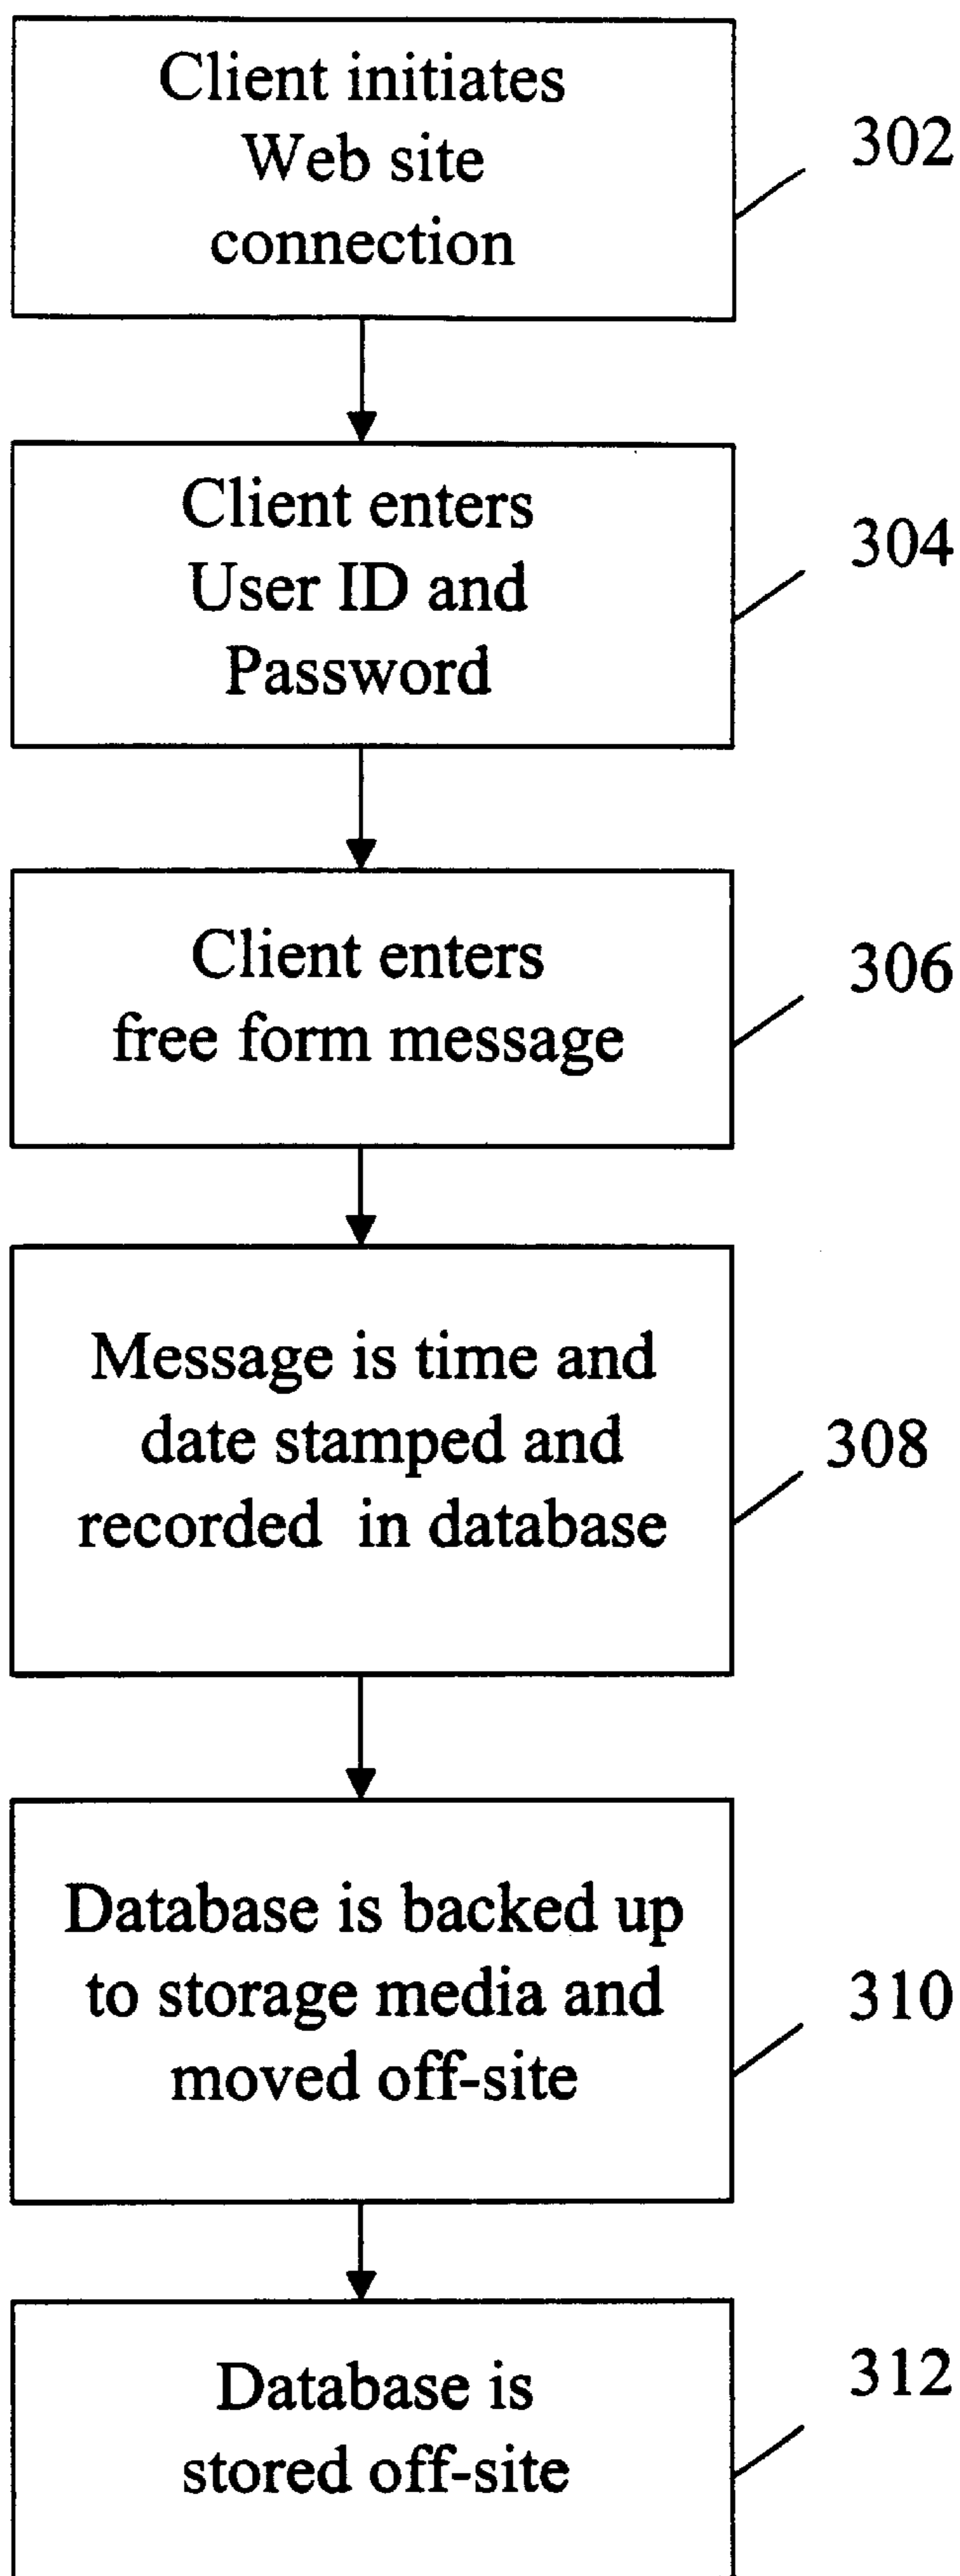 Client initiates
Web site
connection
302
Client enters
User ID and
Password
304
Client enters
free form message
306
Message is time and
date stamped and
recorded in database
308
Database is backed up
to storage media and
moved off-site
310
Database is
stored off-site
312